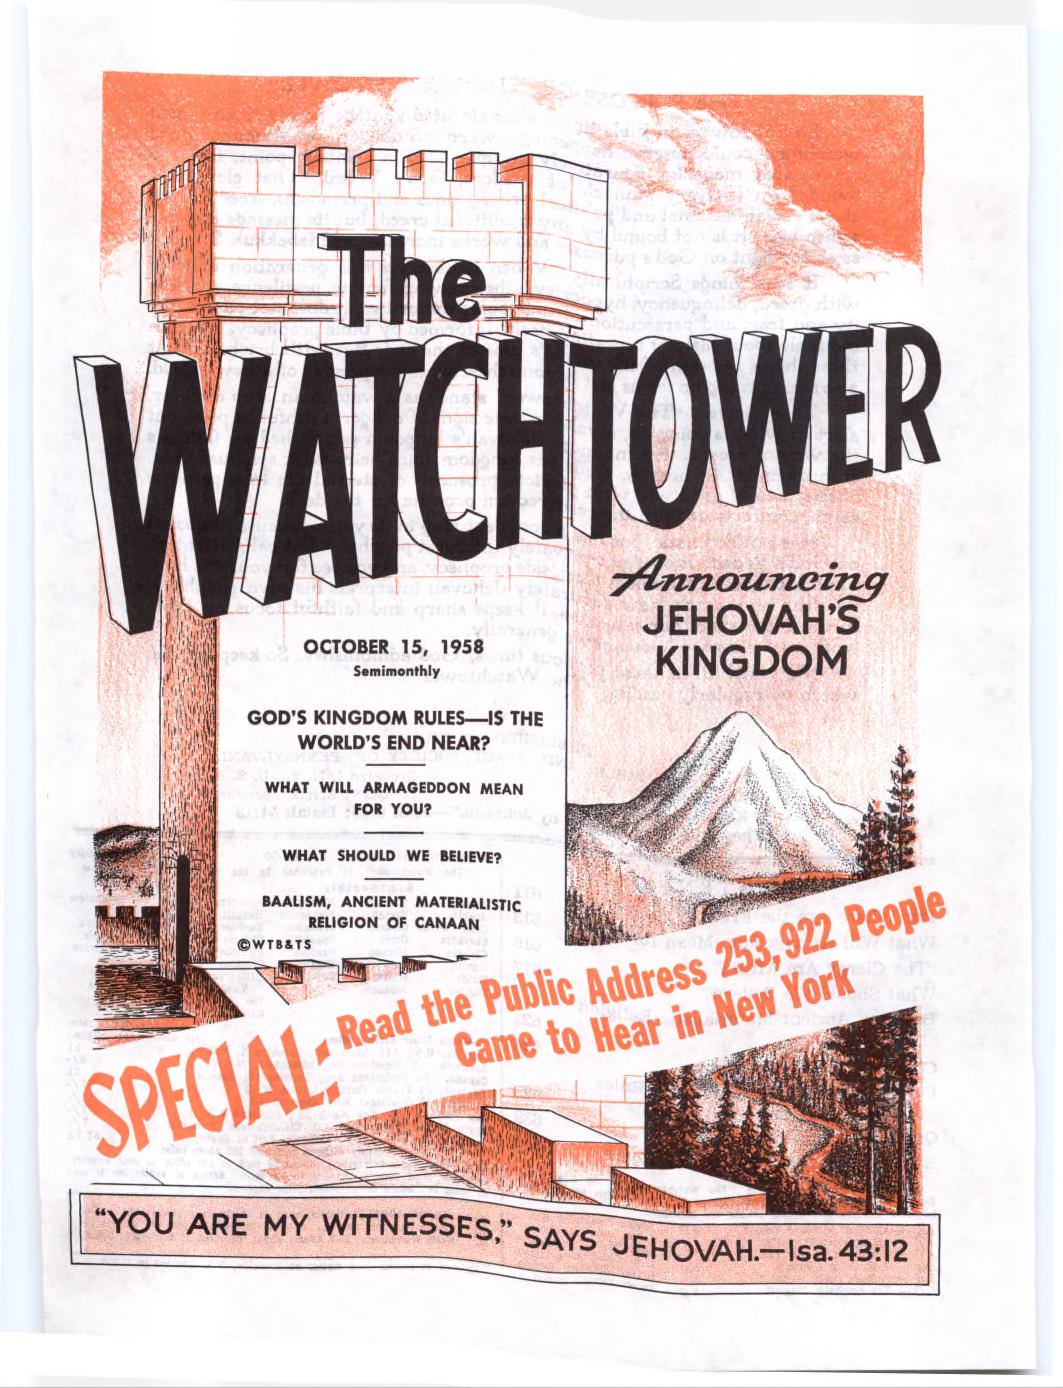 The
WATCHTOWER
Announcing
JEHOVAH'S
KINGDOM
OCTOBER 15, 1958
Semimonthly
GOD'S KINGDOM RULES—IS THE
WORLD'S END NEAR?
WHAT WILL ARMAGEDDON MEAN
FOR YOU?
WHAT SHOULD WE BELIEVE?
BAALISM, ANCIENT MATERIALISTIC
RELIGION OF CANAAN
©WTB&TS
SPECIAL: Read the Public Address 253,922 People
Came to Hear in New York
“YOU ARE MY WITNESSES,” SAYS JEHOVAH.—Isa. 43:12